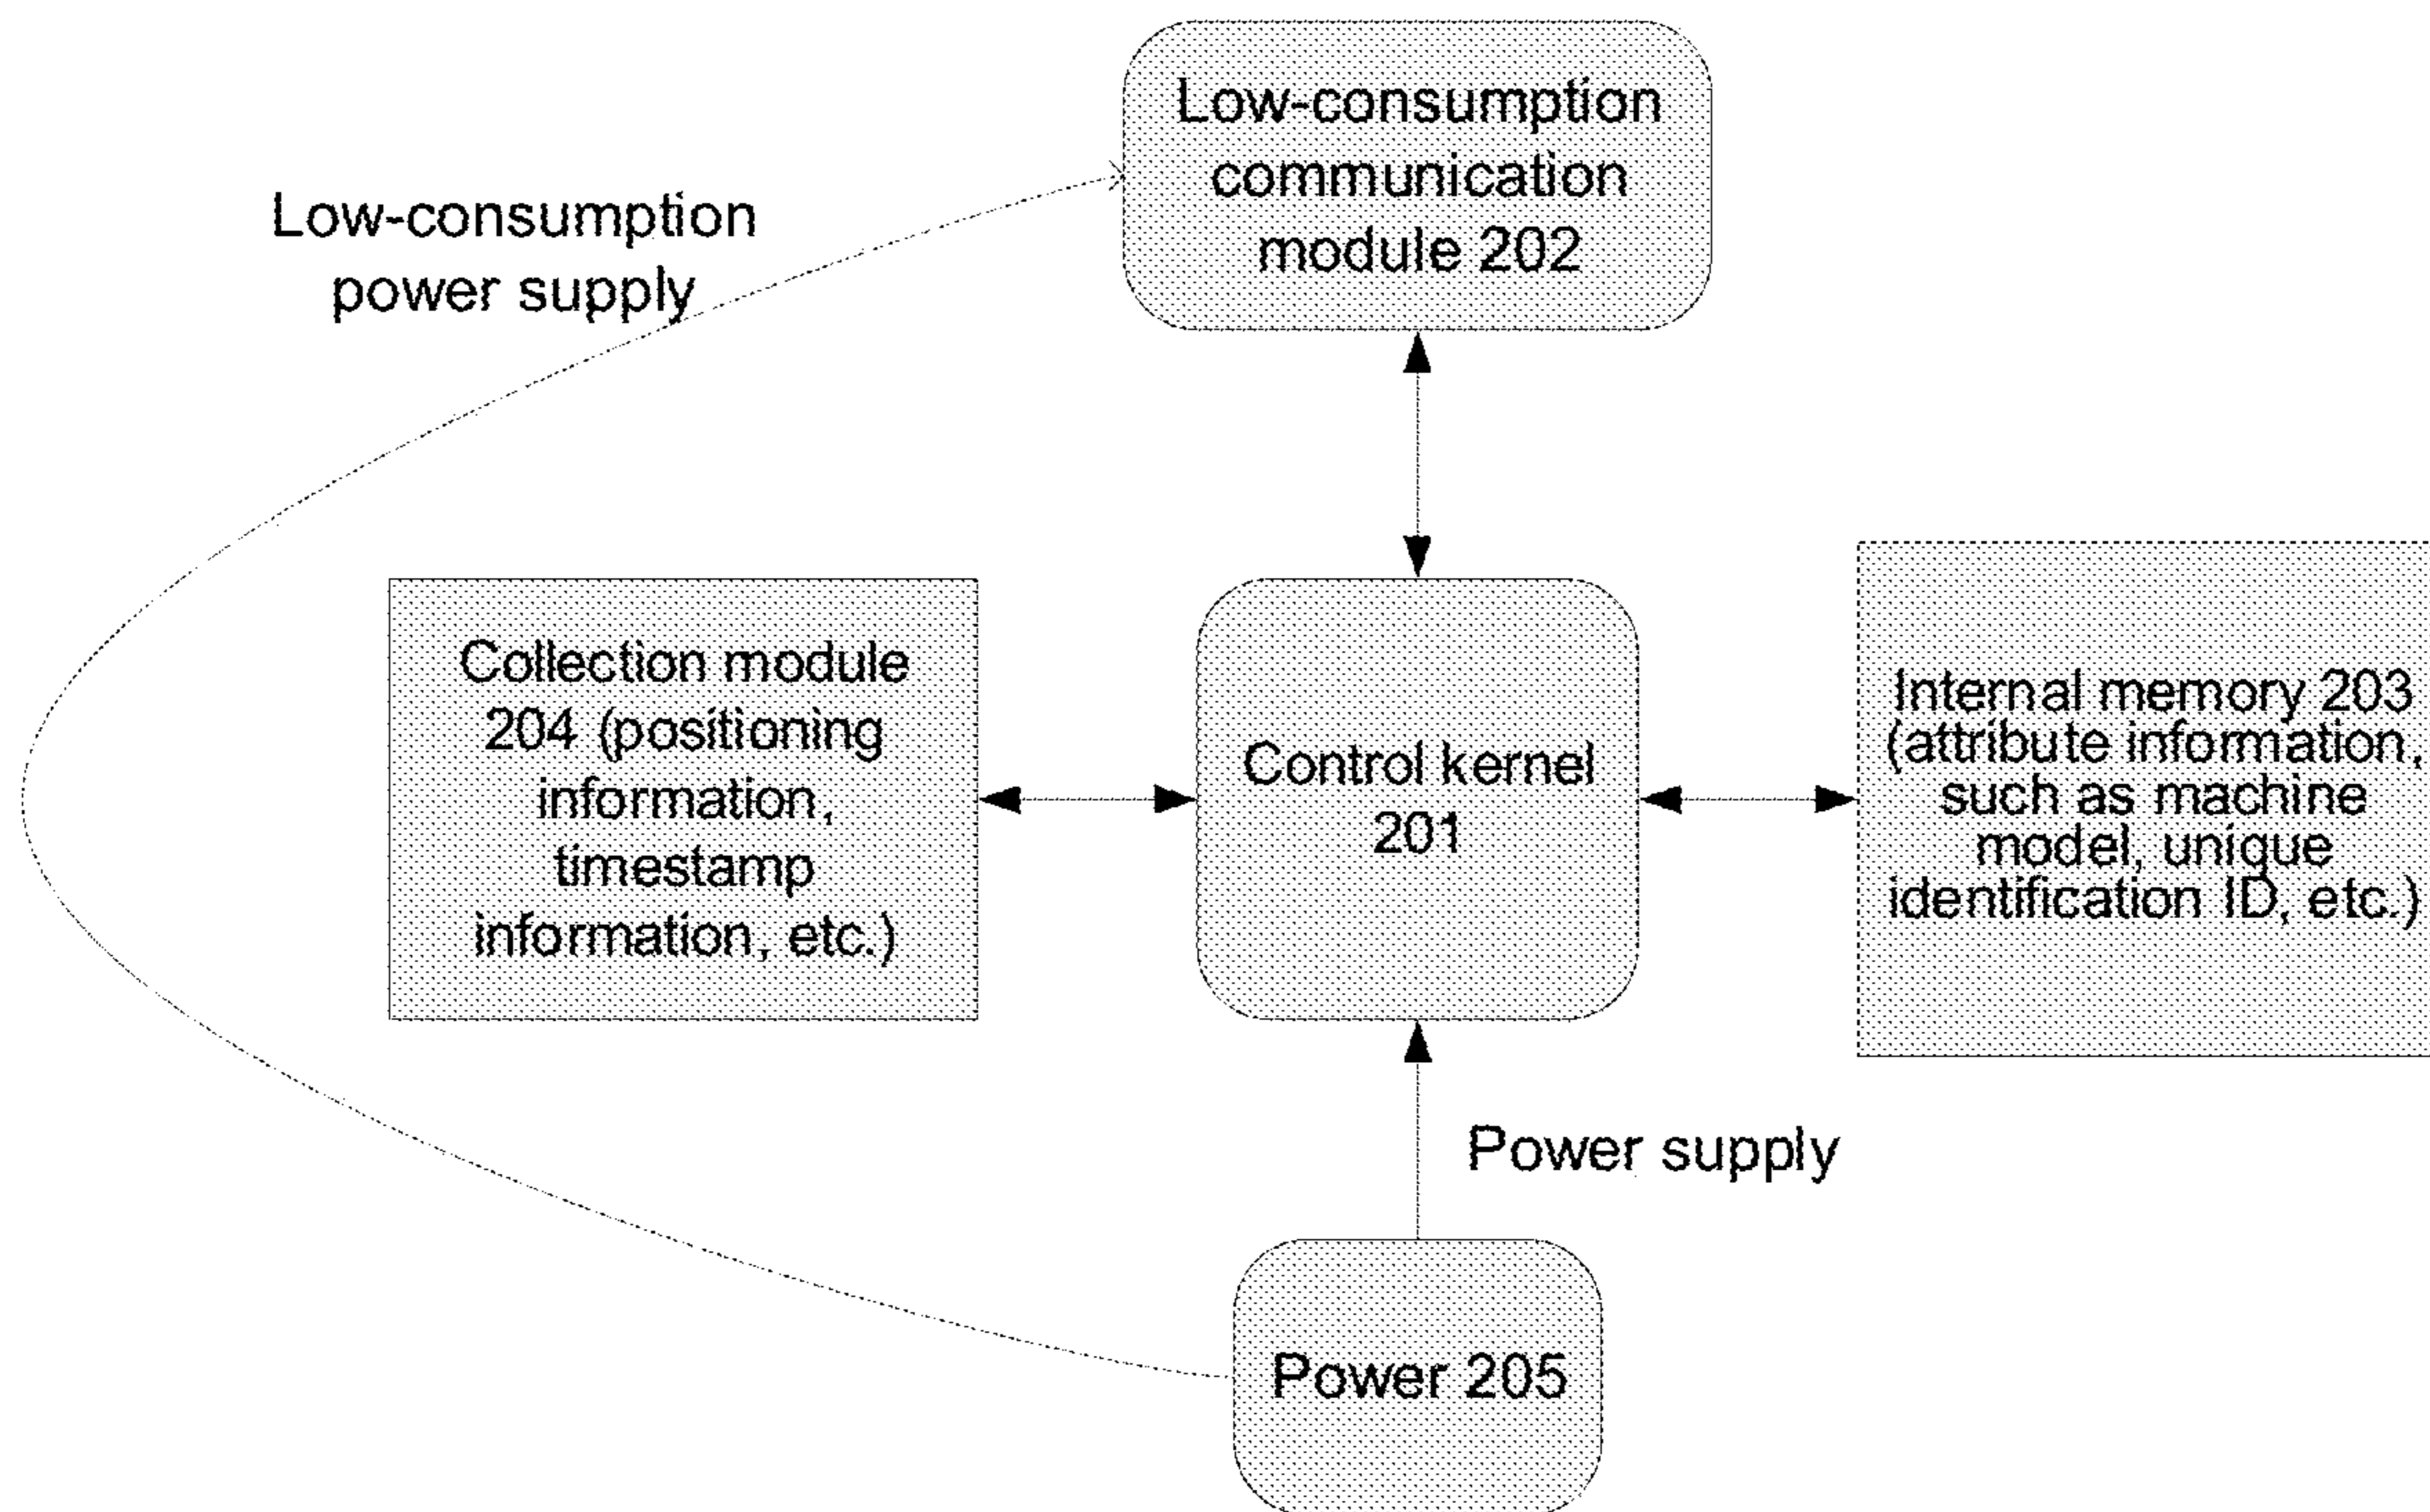 Low-consumption
communication
module 202
Low-consumption
power supply
Collection module
204 (positioning
information,
timestamp
information, etc.)
Control kernel
201
Internal memory 203
(attribute information,
such as machine
model, unique
identification ID, etc.)
Power supply
Power 205